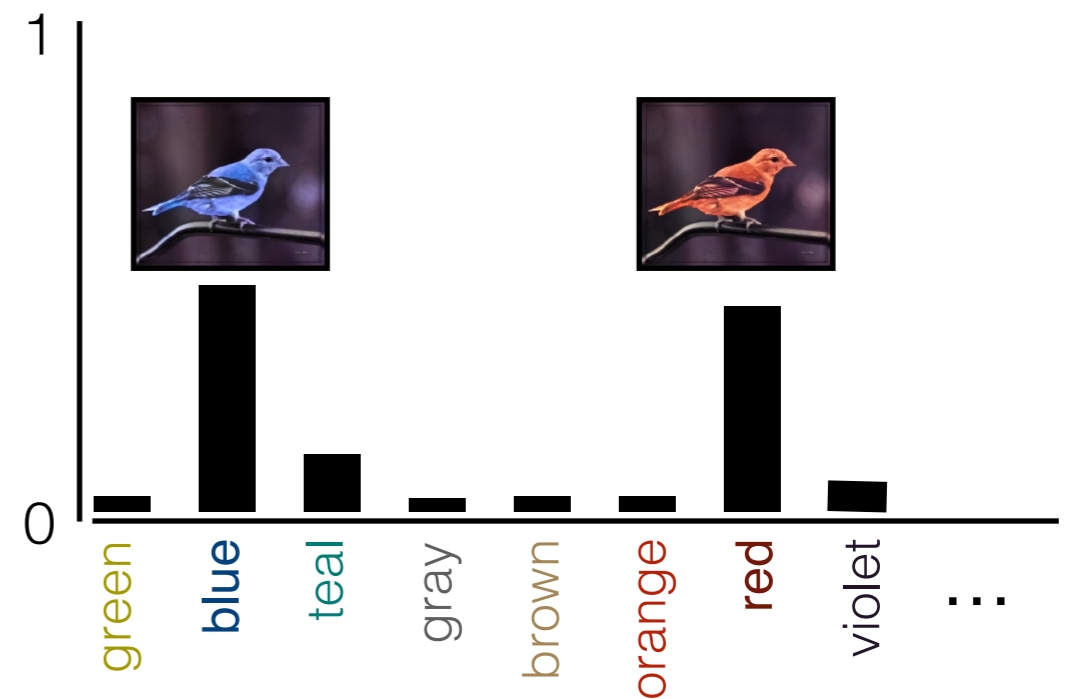 1
0
green
blue
teal
gray
brown
orange
red
violet
...